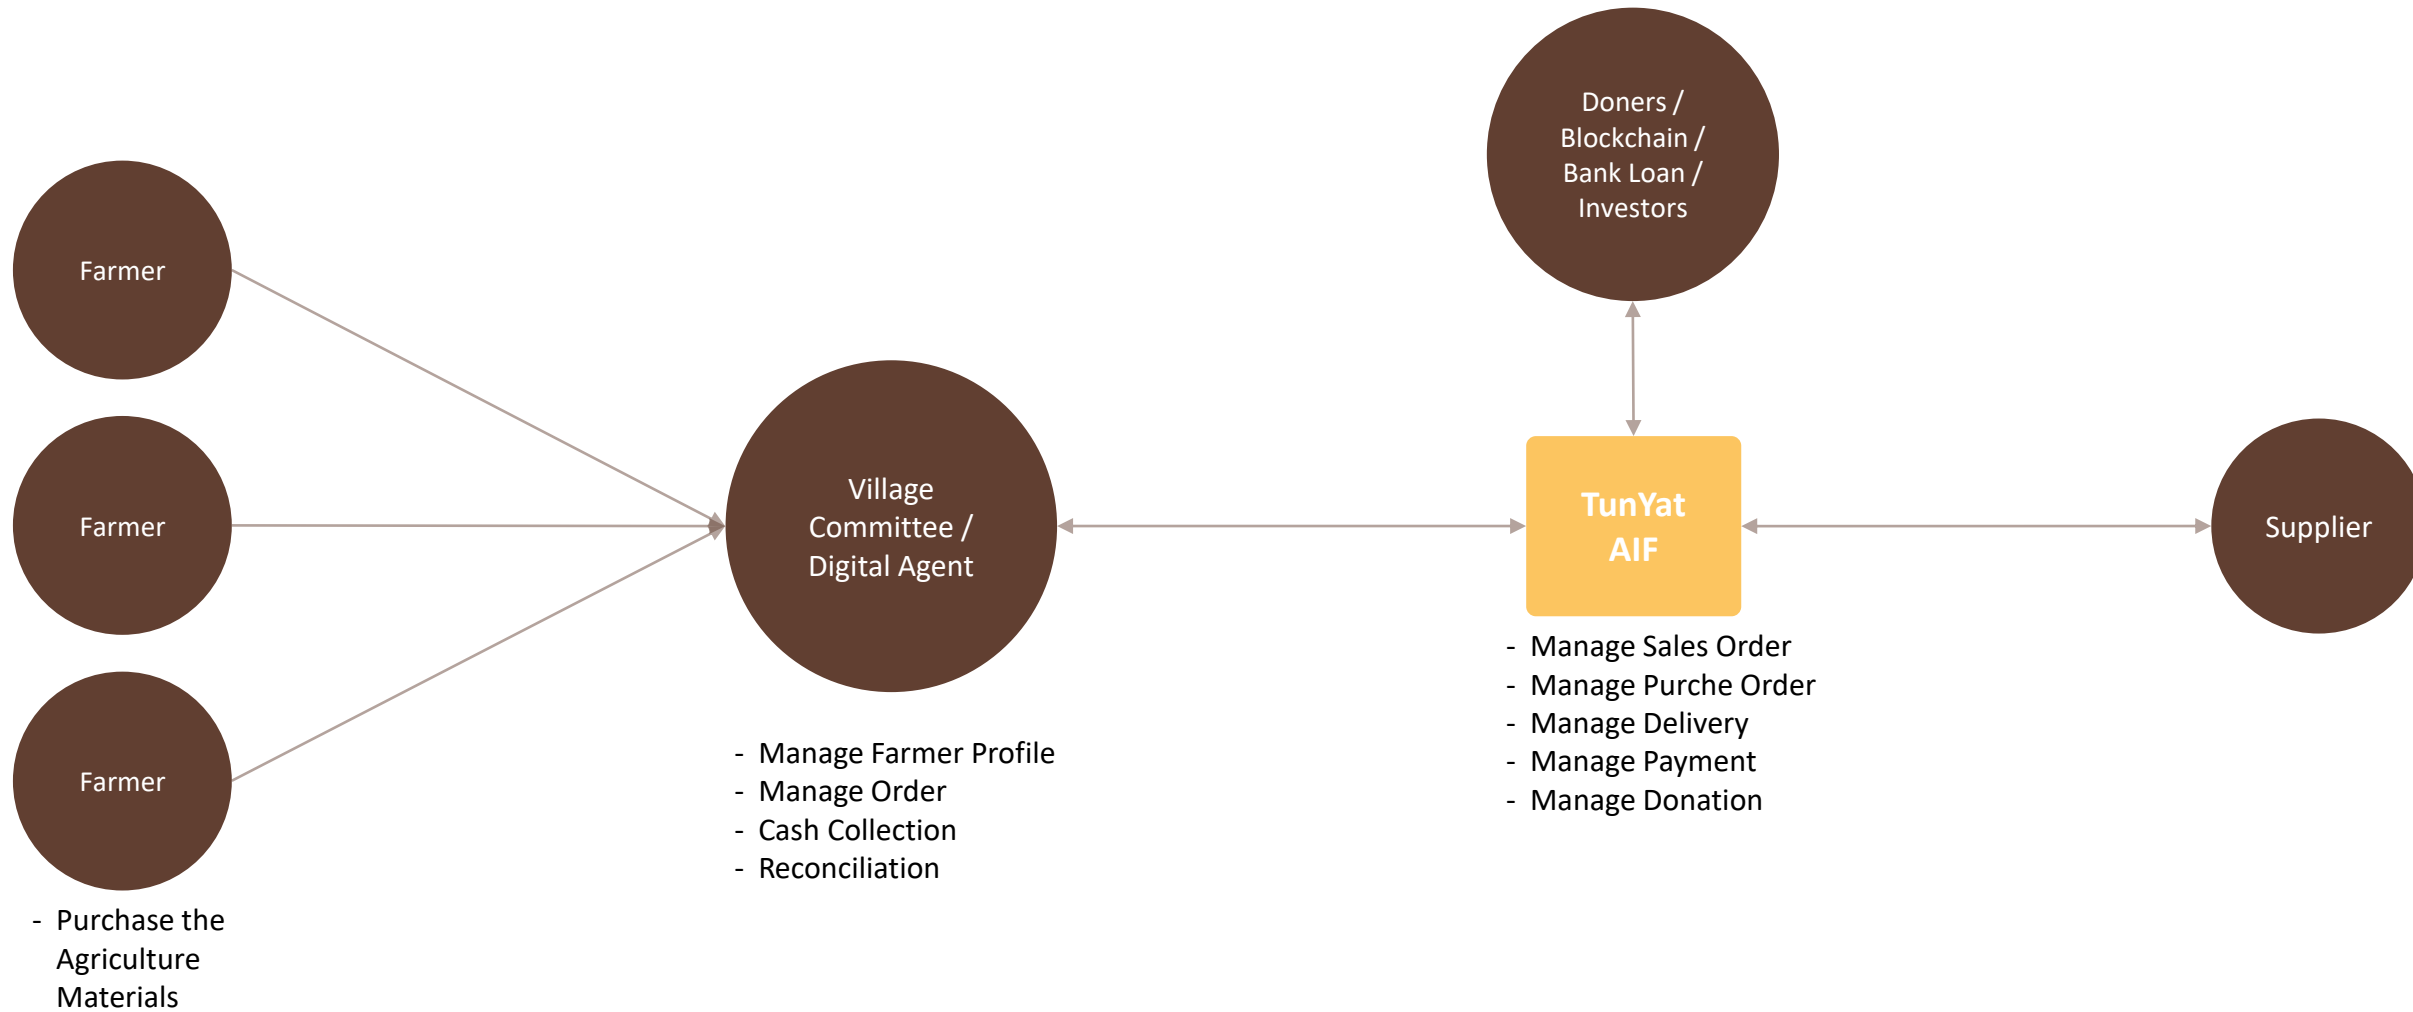 Doners /
Blockchain /
Bank Loan /
Investors
Farmer
Farmer
Farmer
- Purchase the
Agriculture
Materials
Village
Committee /
Digital Agent
- Manage Farmer Profile
- Manage Order
- Cash Collection
- Reconciliation
TunYat
AIF
- Manage Sales Order
- Manage Purche Order
- Manage Delivery
- Manage Payment
- Manage Donation
Supplier